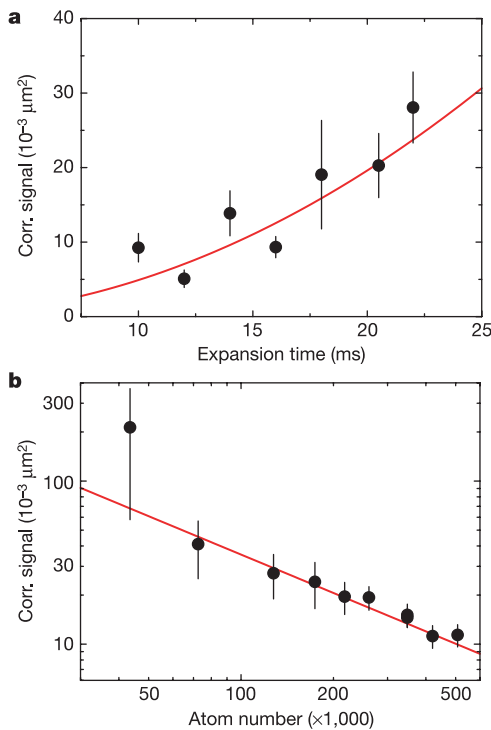 a
40
30
20
10
0
Corr. signal (10⁻³ µm²)
10 15 20 25
Expansion time (ms)
b
300
100
30
10
Corr. signal (10⁻³ µm²)
50 100 200 500
Atom number (×1,000)